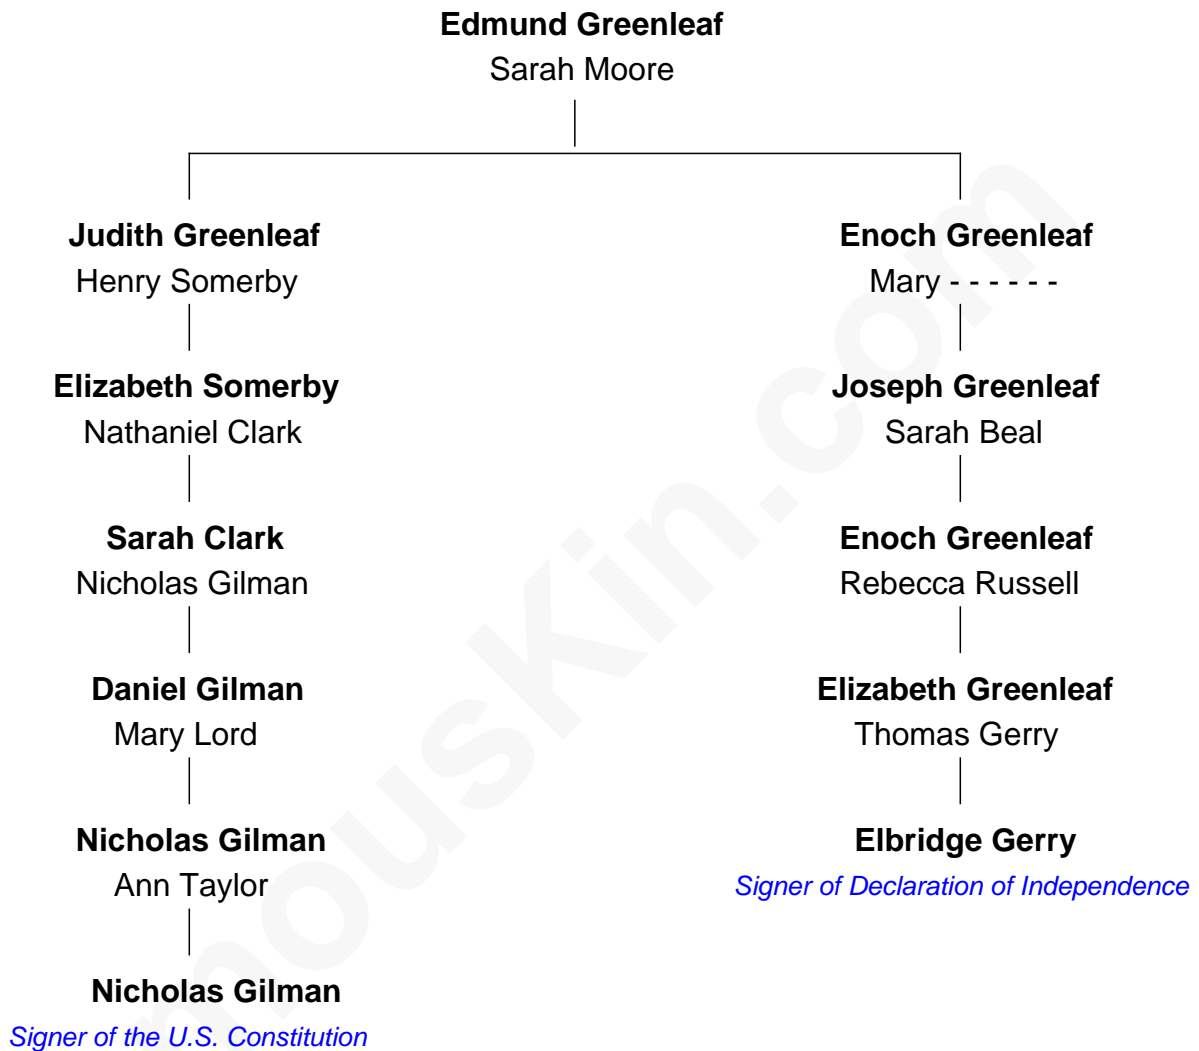 Edmund Greenleaf
Sarah Moore
Judith Greenleaf
Henry Somerby
Elizabeth Somerby
Nathaniel Clark
Sarah Clark
Nicholas Gilman
Daniel Gilman
Mary Lord
Nicholas Gilman
Ann Taylor
Nicholas Gilman
Signer of the U.S. Constitution
Enoch Greenleaf
Mary - - - - - -
Joseph Greenleaf
Sarah Beal
Enoch Greenleaf
Rebecca Russell
Elizabeth Greenleaf
Thomas Gerry
Elbridge Gerry
Signer of Declaration of Independence
mousKin.com